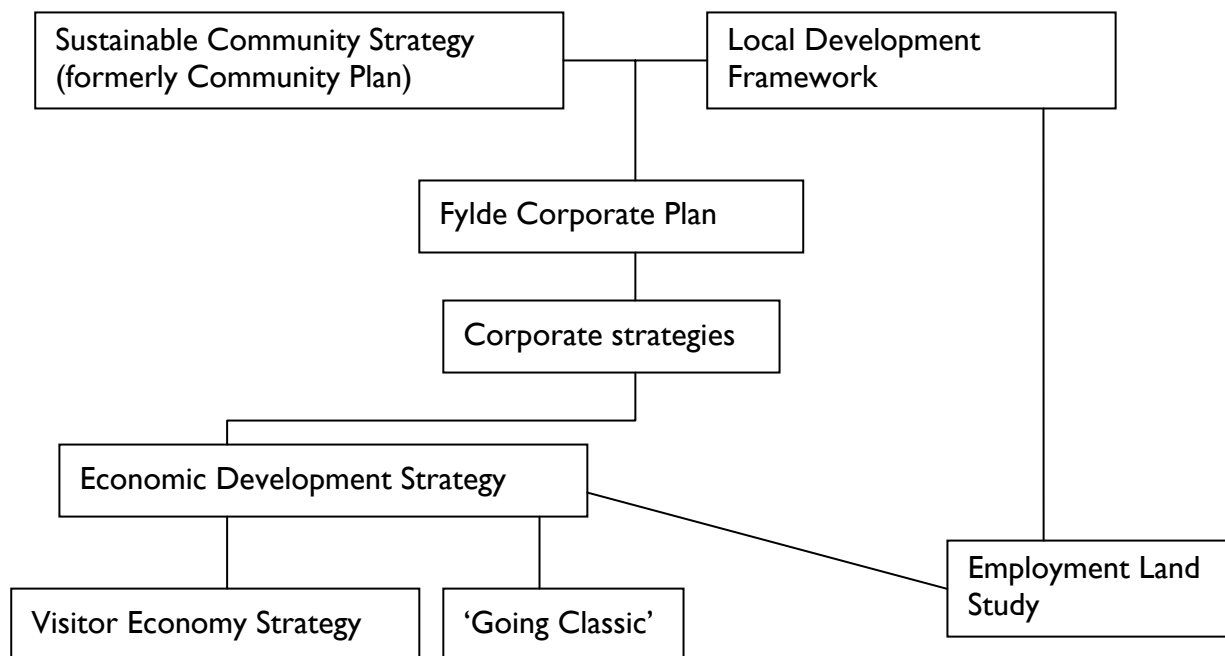 Sustainable Community Strategy
(formerly Community Plan)
Local Development
Framework
Fylde Corporate Plan
Corporate strategies
Economic Development Strategy
Employment Land
Study
Visitor Economy Strategy
‘Going Classic’